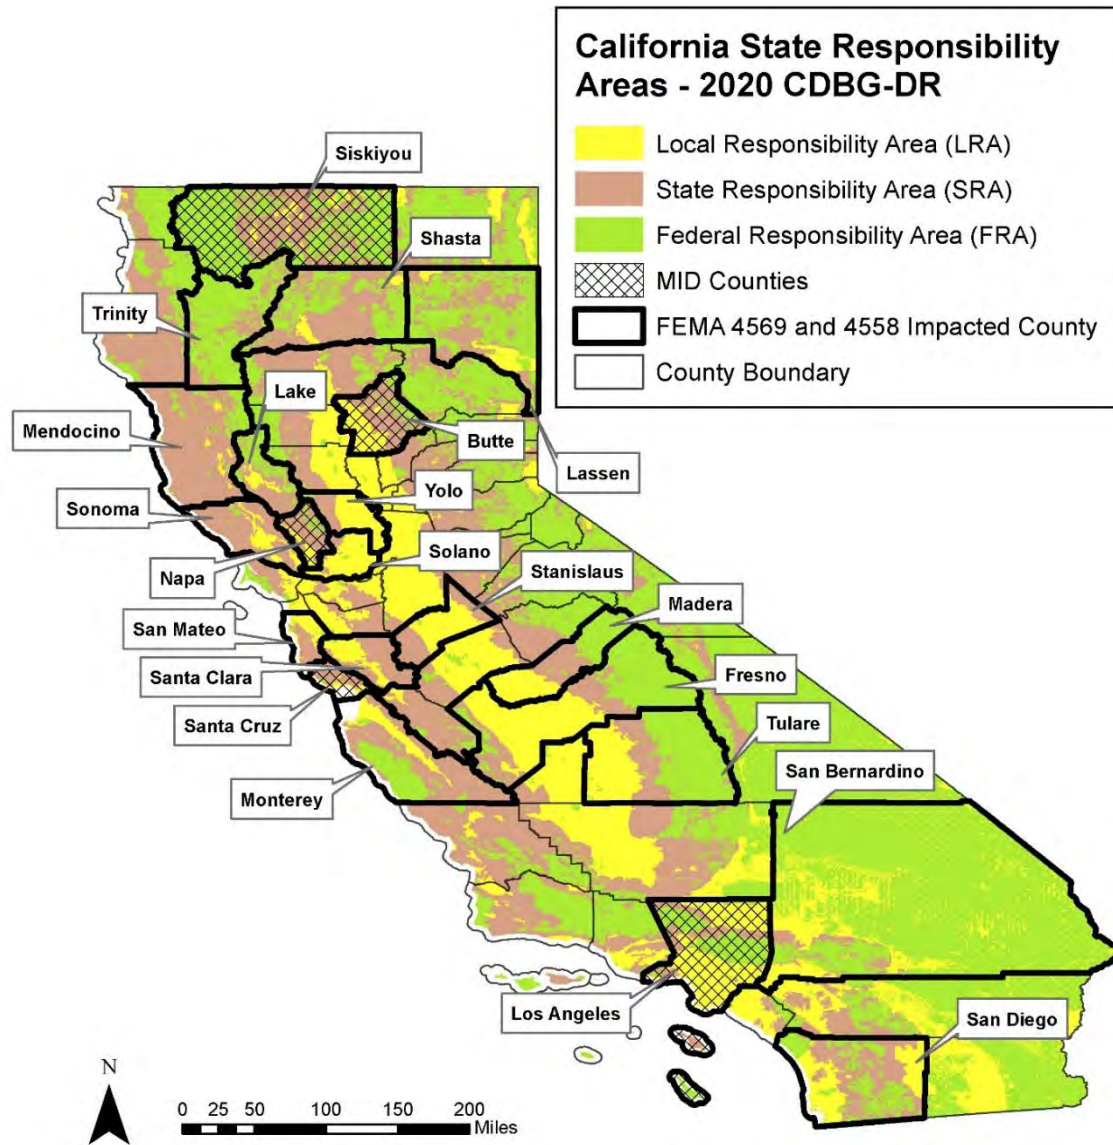 California State Responsibility
Areas - 2020 CDBG-DR
Local Responsibility Area (LRA)
State Responsibility Area (SRA)
Federal Responsibility Area (FRA)
MID Counties
FEMA 4569 and 4558 Impacted County
County Boundary
Siskiyou
Shasta
Trinity
Lake
Mendocino
Butte
Lassen
Yolo
Sonoma
Solano
Napa
Stanislaus
Madera
San Mateo
Santa Clara
Fresno
Santa Cruz
Tulare
San Bernardino
Monterey
Los Angeles
San Diego
N
0 25 50 100 150 200
Miles